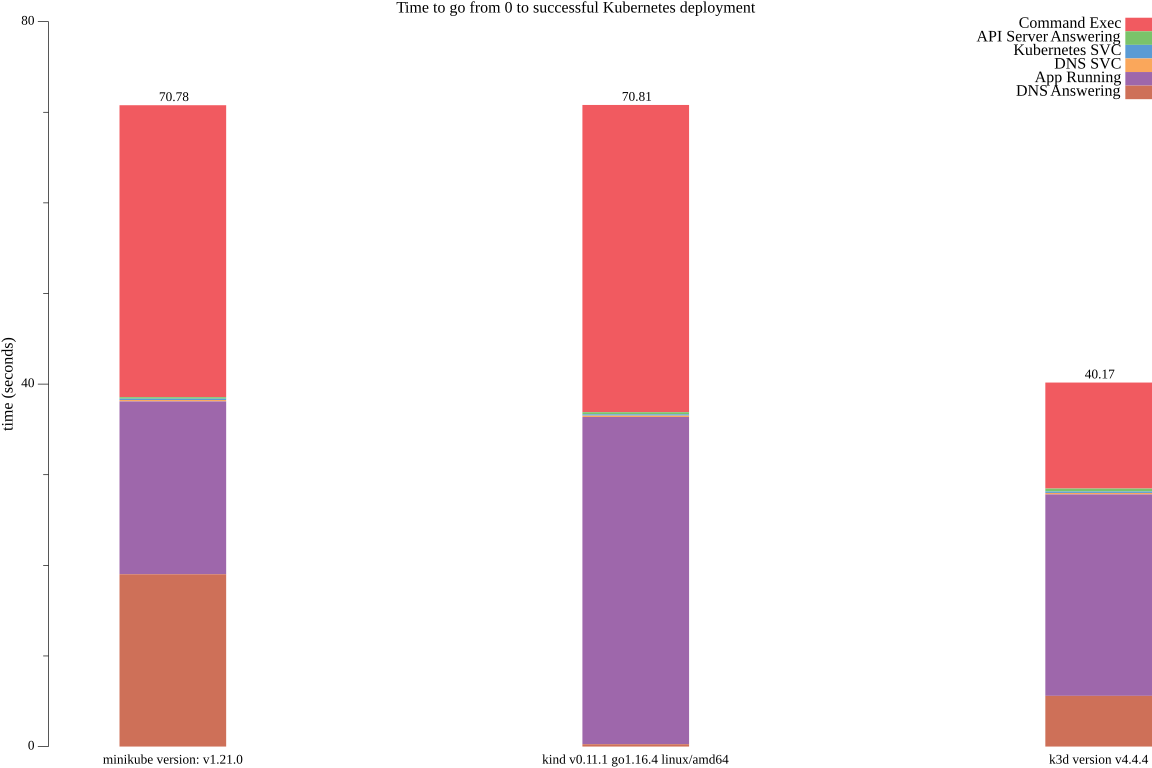 Time to go from 0 to successful Kubernetes deployment
80
Command Exec
API Server Answering
Kubernetes SVC
DNS SVC
App Running
DNS Answering
70.78
70.81
40.17
40
time (seconds)
0
minikube version: v1.21.0
kind v0.11.1 go1.16.4 linux/amd64
k3d version v4.4.4